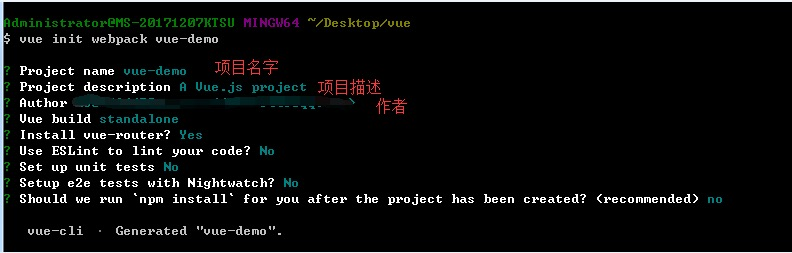 Administrator@MS-20171207KTSU MINGW64 ~/Desktop/vue
$ vue init webpack vue-demo
? Project name vue-demo 项目名字
? Project description A Vue.js project 项目描述
? Author 作者
? Vue build standalone
? Install vue-router? Yes
? Use ESLint to lint your code? No
? Set up unit tests No
? Setup e2e tests with Nightwatch? No
? Should we run `npm install` for you after the project has been created? (recommended) no
vue-cli · Generated "vue-demo".